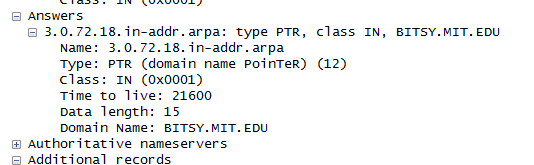 Class: IN (0x0001)
Answers
3.0.72.18.in-addr.arpa: type PTR, class IN, BITSY.MIT.EDU
Name: 3.0.72.18.in-addr.arpa
Type: PTR (domain name PoinTeR) (12)
Class: IN (0x0001)
Time to live: 21600
Data length: 15
Domain Name: BITSY.MIT.EDU
Authoritative nameservers
Additional records